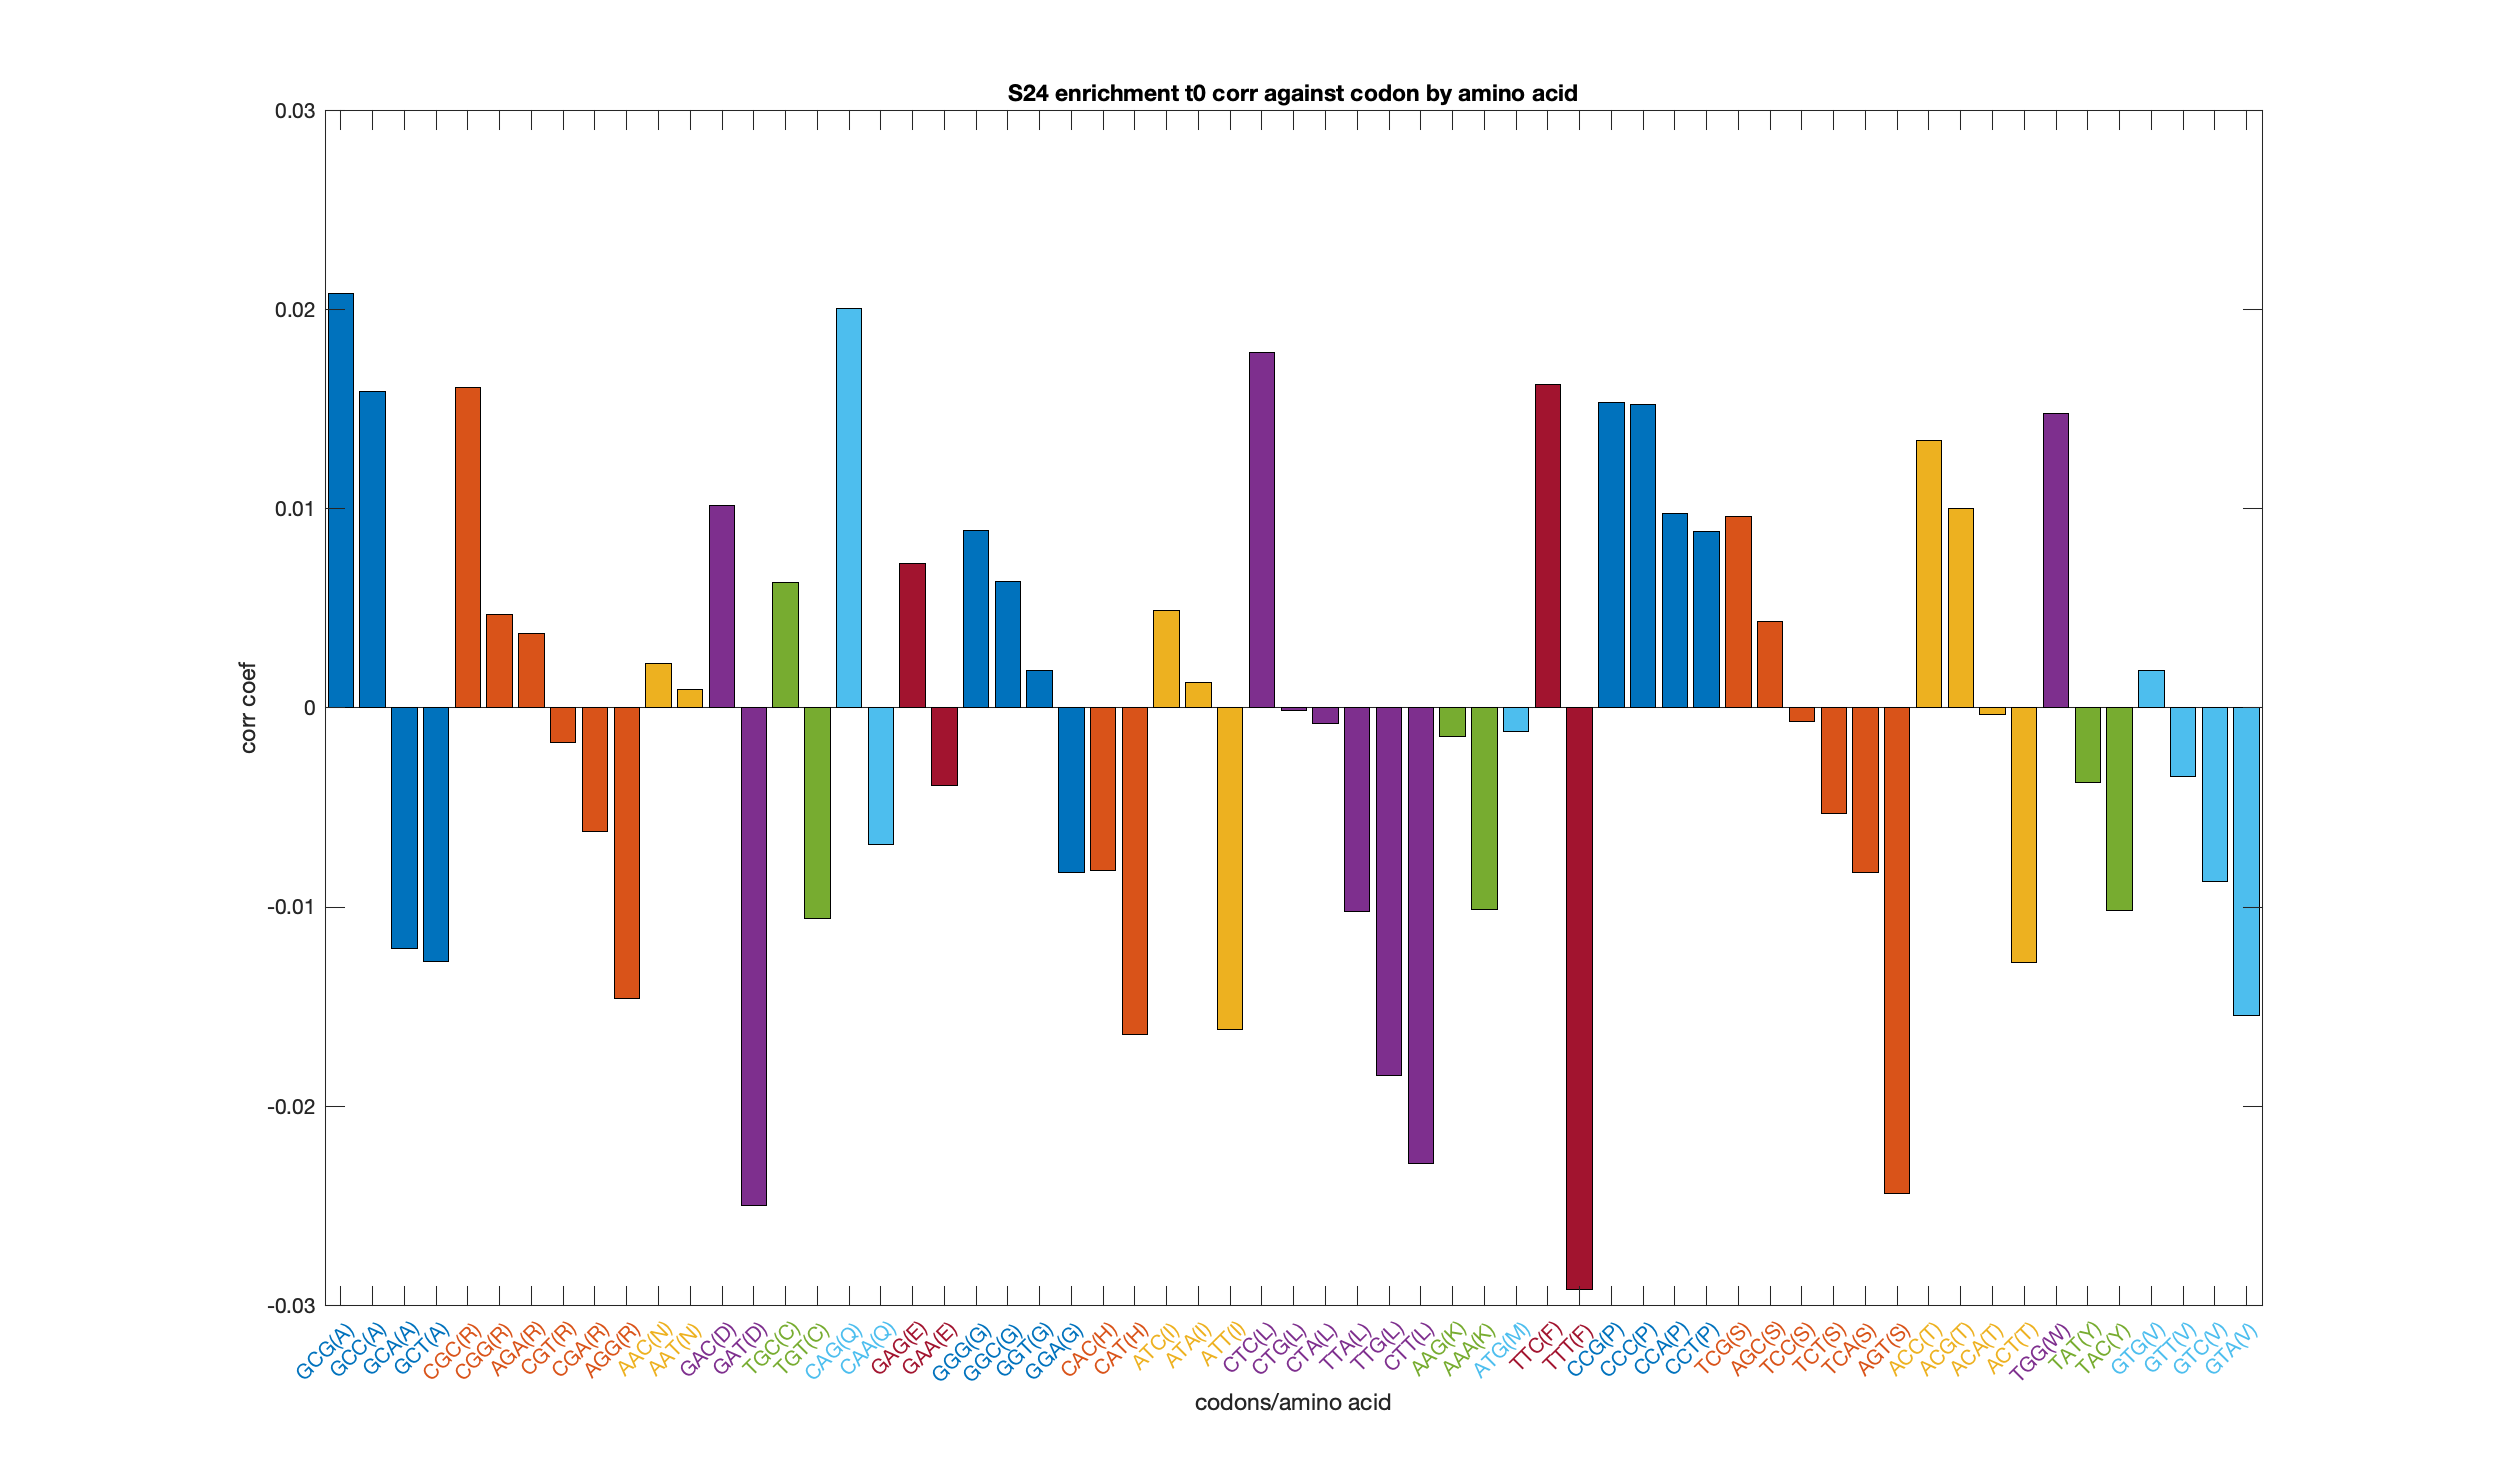 S24 enrichment t0 corr against codon by amino acid
0.03
0.02
0.01
0
-0.01
-0.02
-0.03
corr coef
GCG(A)
GCC(A)
GCA(A)
GCT(A)
CGC(R)
CGG(R)
AGA(R)
CGT(R)
CGA(R)
AGG(R)
AAC(N)
AAT(N)
GAC(D)
GAT(D)
TGC(C)
TGT(C)
CAG(Q)
CAA(Q)
GAG(E)
GAA(E)
GGG(G)
GGC(G)
GGT(G)
GGA(G)
CAC(H)
CAT(H)
ATC(I)
ATA(I)
ATT(I)
CTC(L)
CTG(L)
CTA(L)
TTA(L)
TTG(L)
CTT(L)
AAG(K)
AAA(K)
ATG(M)
TTC(F)
TTT(F)
CCG(P)
CCC(P)
CCA(P)
CCT(P)
TCG(S)
AGC(S)
TCC(S)
TCT(S)
TCA(S)
AGT(S)
ACC(T)
ACG(T)
ACA(T)
ACT(T)
TGG(W)
TAT(Y)
TAC(Y)
GTG(V)
GTT(V)
GTC(V)
GTA(V)
codons/amino acid